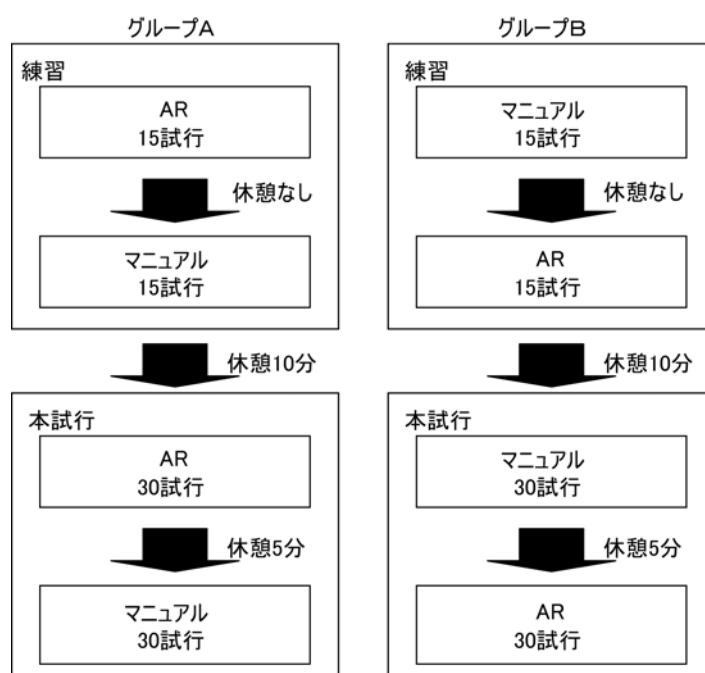 グループA
練習
AR
15試行
休憩なし
マニュアル
15試行
休憩10分
本試行
AR
30試行
休憩5分
マニュアル
30試行
グループB
練習
マニュアル
15試行
休憩なし
AR
15試行
休憩10分
本試行
マニュアル
30試行
休憩5分
AR
30試行